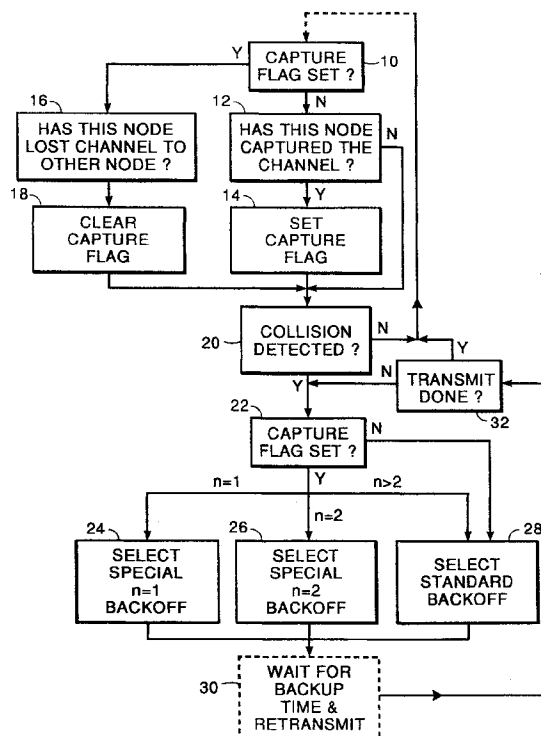 CAPTURE
FLAG SET ?
10
Y
N
16
HAS THIS NODE
LOST CHANNEL TO
OTHER NODE ?
12
HAS THIS NODE
CAPTURED THE
CHANNEL ?
N
Y
18
CLEAR
CAPTURE
FLAG
14
SET
CAPTURE
FLAG
20
COLLISION
DETECTED ?
N
Y
Y
N
TRANSMIT
DONE ?
32
22
CAPTURE
FLAG SET ?
N
Y
n=1
n=2
n>2
24
SELECT
SPECIAL
n=1
BACKOFF
26
SELECT
SPECIAL
n=2
BACKOFF
28
SELECT
STANDARD
BACKOFF
30
WAIT FOR
BACKUP
TIME &
RETRANSMIT